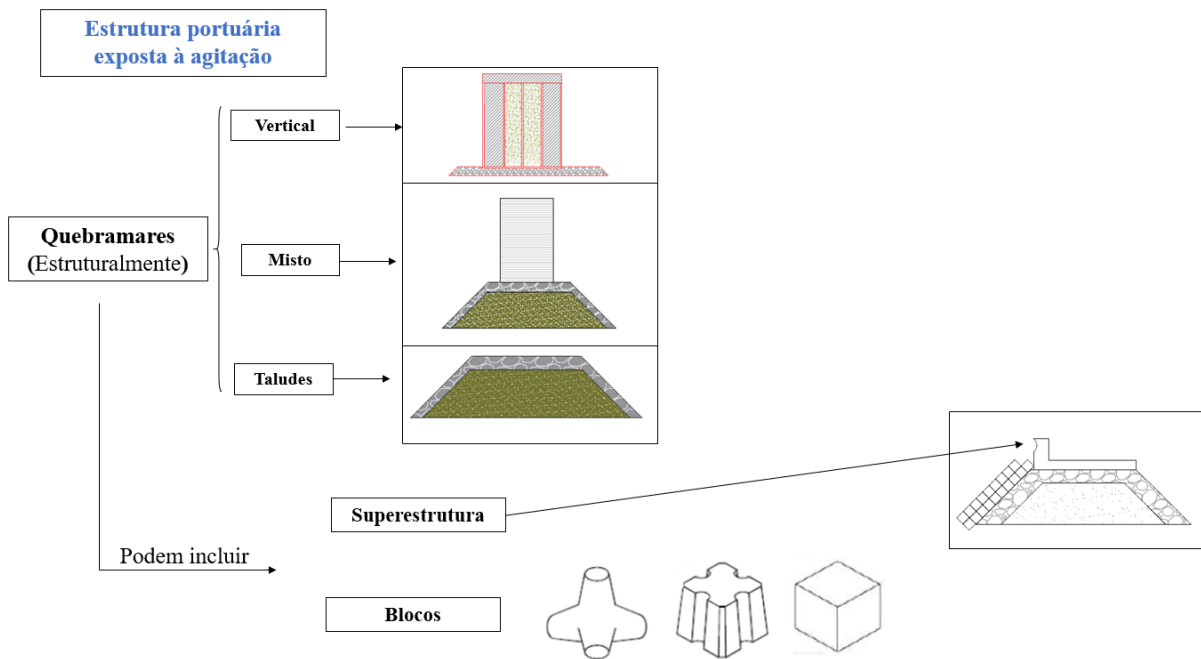 Estrutura portuária
exposta à agitação
Vertical
Quebramares
(Estruturalmente)
Misto
Taludes
Superestrutura
Podem incluir
Blocos